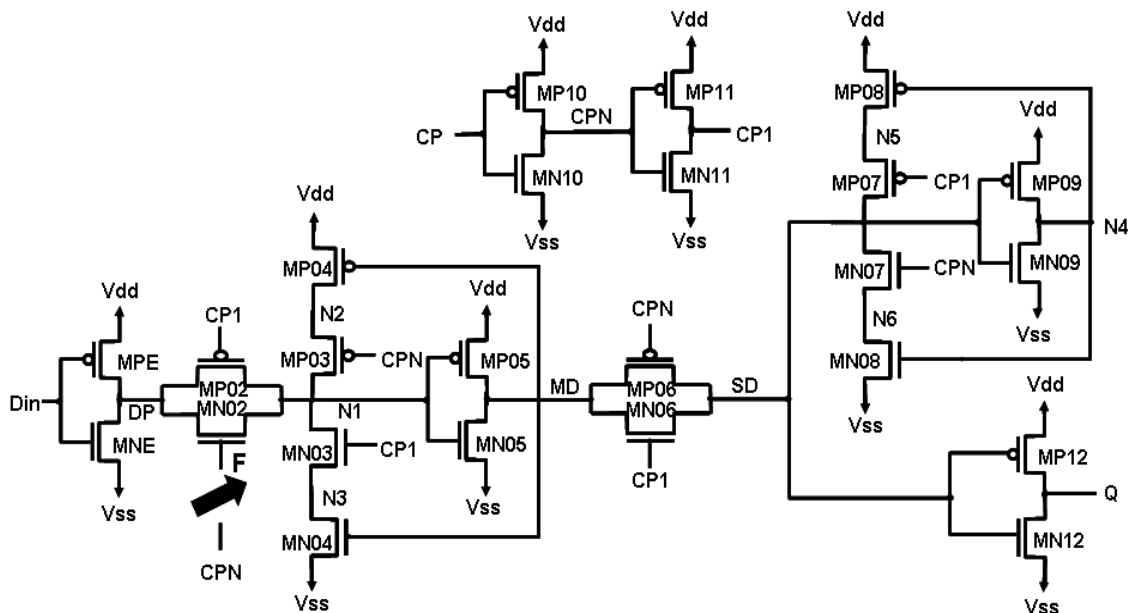 Vdd Vdd Vdd
MP10 MP11 MP08
Vdd
CP CPN CP1 N5
MN10 MN11 MP07 CP1 MP09
Vdd Vss Vss N4
MP04 MN07 CPN MN09
Vdd N2 Vdd CPN N6 Vss
CP1
MPE MP03 CPN MP05 MN08
Din DP MP02 N1 MD MP06 SD Vdd
MN02 MN06 Vss
MNE MN03 CP1 MN05 MP12
F CP1
Vss N3 Vss Q
MN04 MN12
CPN
Vss Vss